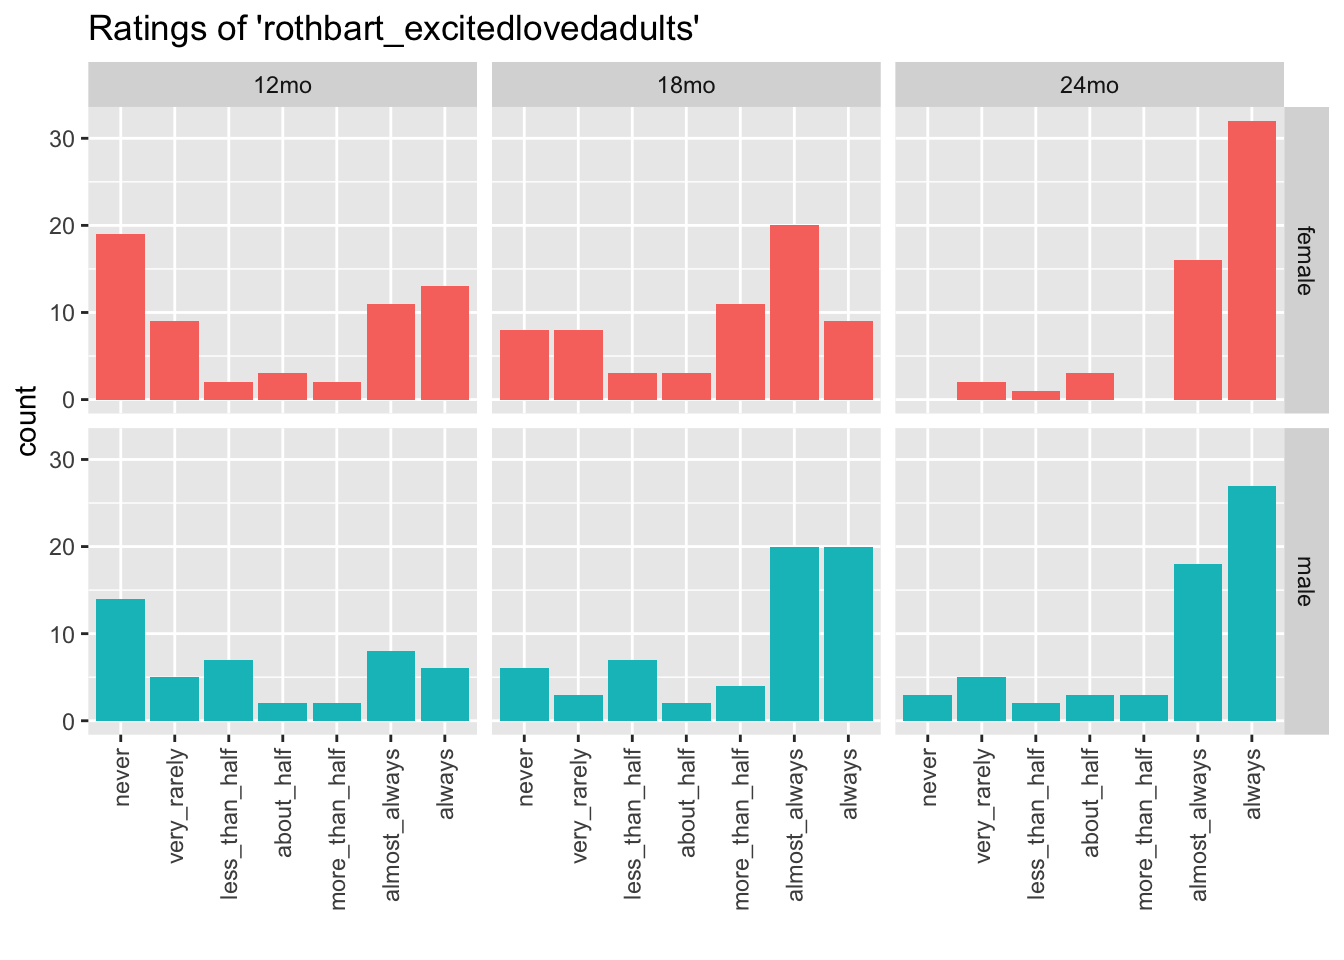 Ratings of 'rothbart_excitedlovedadults'
12mo 18mo 24mo
30
20
10
0
female
count
30
20
10
0
male
never very_rarely less_than_half about_half more_than_half almost_always always never very_rarely less_than_half about_half more_than_half almost_always always never very_rarely less_than_half about_half more_than_half almost_always always